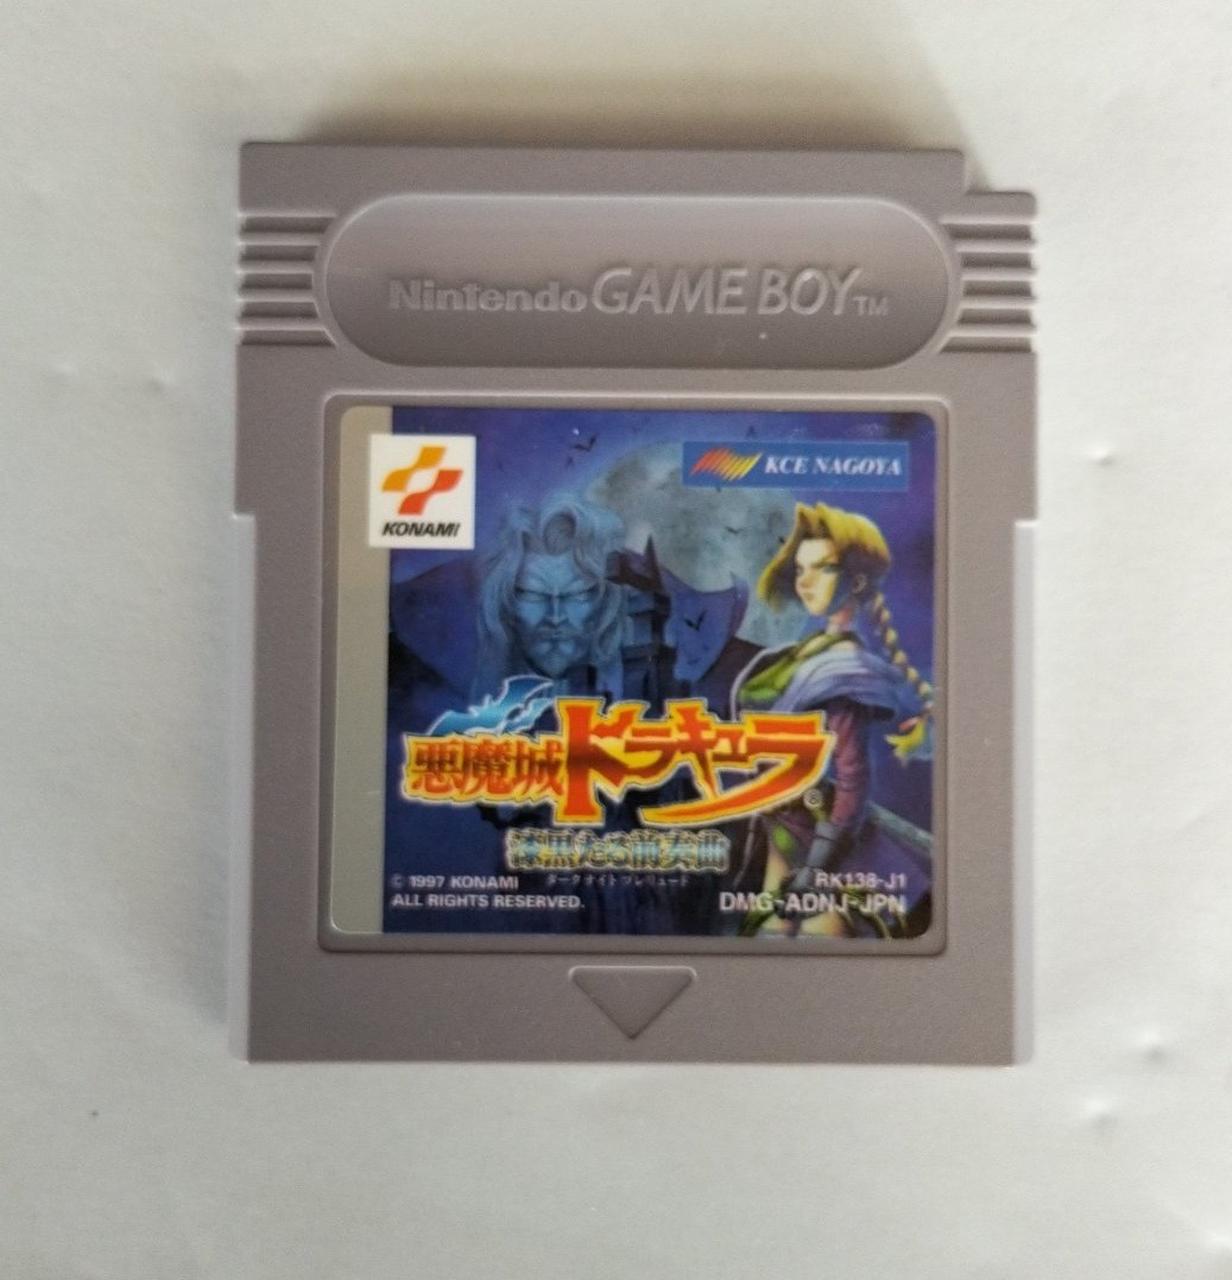 Nintendo GAME BOY TM
KONAMI
KCE NAGOYA
悪魔城ドラキュラ ®
漆黒たる前奏曲
ダークナイトプレリュード
© 1997 KONAMI
ALL RIGHTS RESERVED.
RK138-J1
DMG-ADNJ-JPN